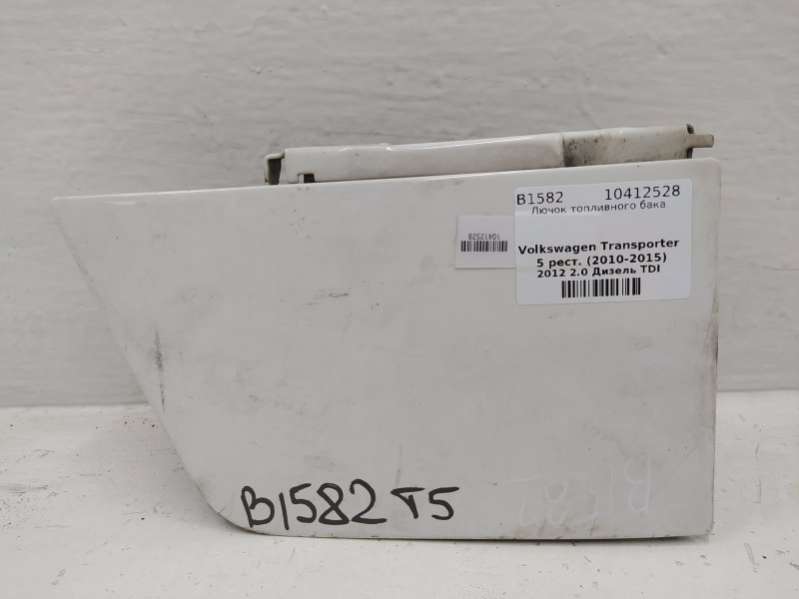 B1582 10412528
Лючок топливного бака
Volkswagen Transporter
5 рест. (2010-2015)
2012 2.0 Дизель TDI
10412528
B1582 T5